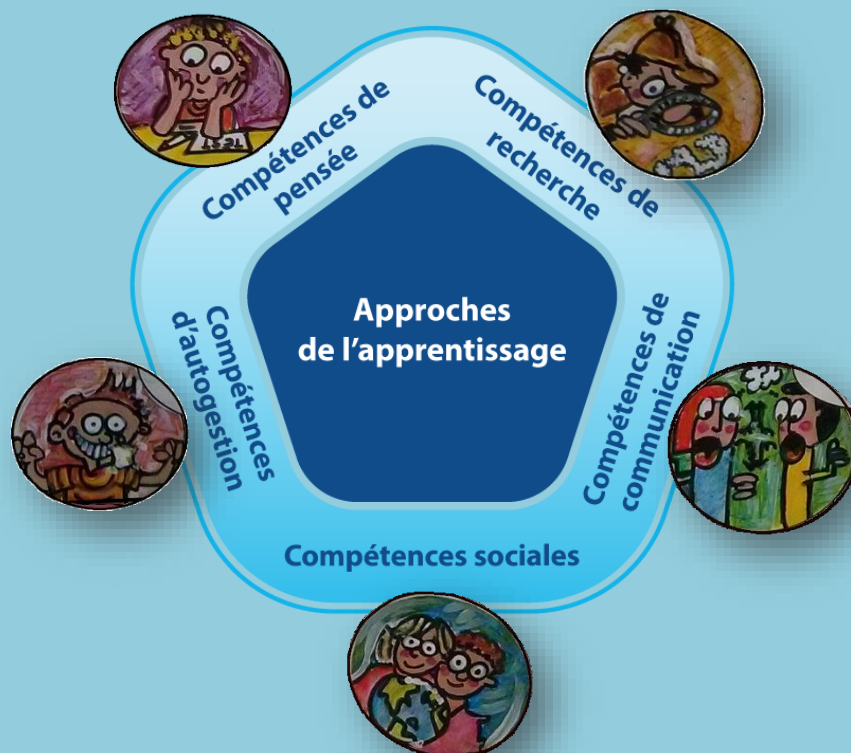 Compétences de
pensée
Compétences de
recherche
Approches
de l'apprentissage
Compétences
d'autogestion
Compétences de
communication
Compétences sociales